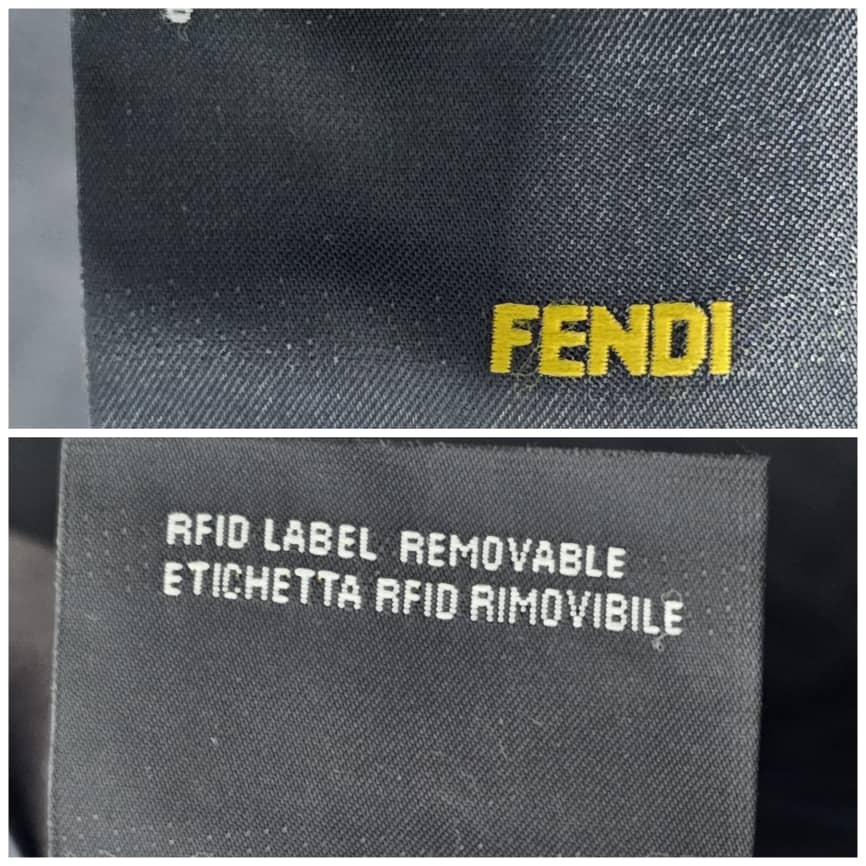 FENDI
RFID LABEL REMOVABLE
ETICHETTA RFID RIMOVIBILE